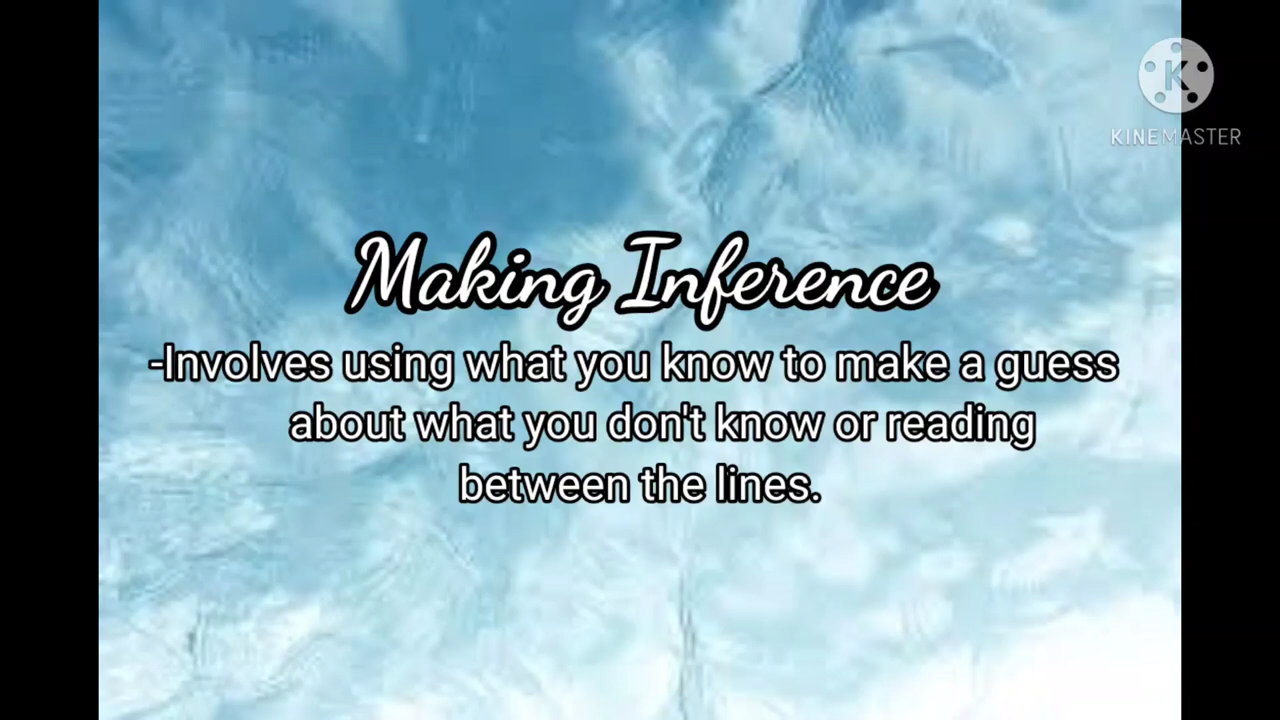 K
KINEMASTER
Making Inference
-Involves using what you know to make a guess
about what you don't know or reading
between the lines.